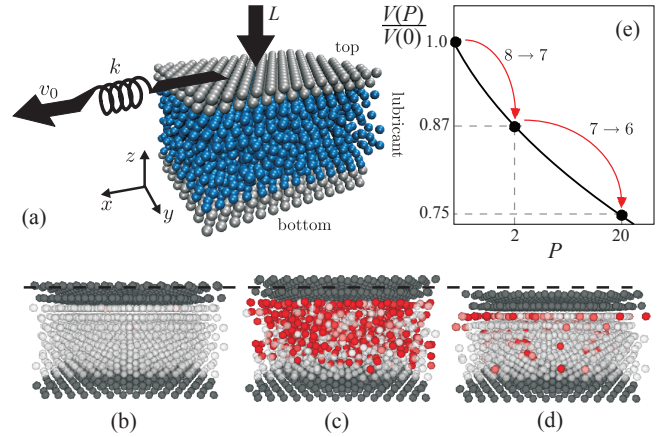 L
k
v₀
top
lubricant
z
x
y
bottom
(a)
V(P)
V(0)
(e)
1.0
8 → 7
0.87
7 → 6
0.75
2
20
P
(b)
(c)
(d)